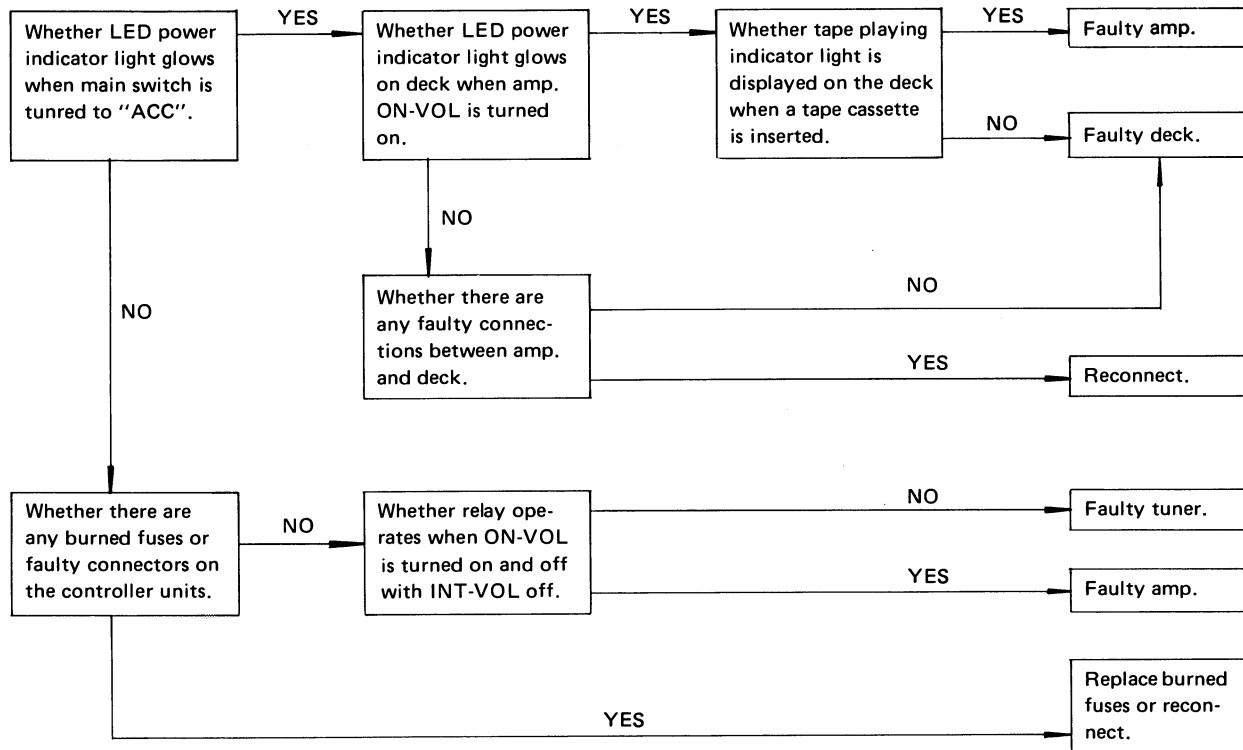 Whether LED power
indicator light glows
when main switch is
tunred to "ACC".
YES
Whether LED power
indicator light glows
on deck when amp.
ON-VOL is turned
on.
YES
Whether tape playing
indicator light is
displayed on the deck
when a tape cassette
is inserted.
YES
Faulty amp.
NO
Faulty deck.
NO
NO
Whether there are
any faulty connec-
tions between amp.
and deck.
NO
YES
Reconnect.
Whether there are
any burned fuses or
faulty connectors on
the controller units.
NO
Whether relay ope-
rates when ON-VOL
is turned on and off
with INT-VOL off.
NO
Faulty tuner.
YES
Faulty amp.
YES
Replace burned
fuses or recon-
nect.